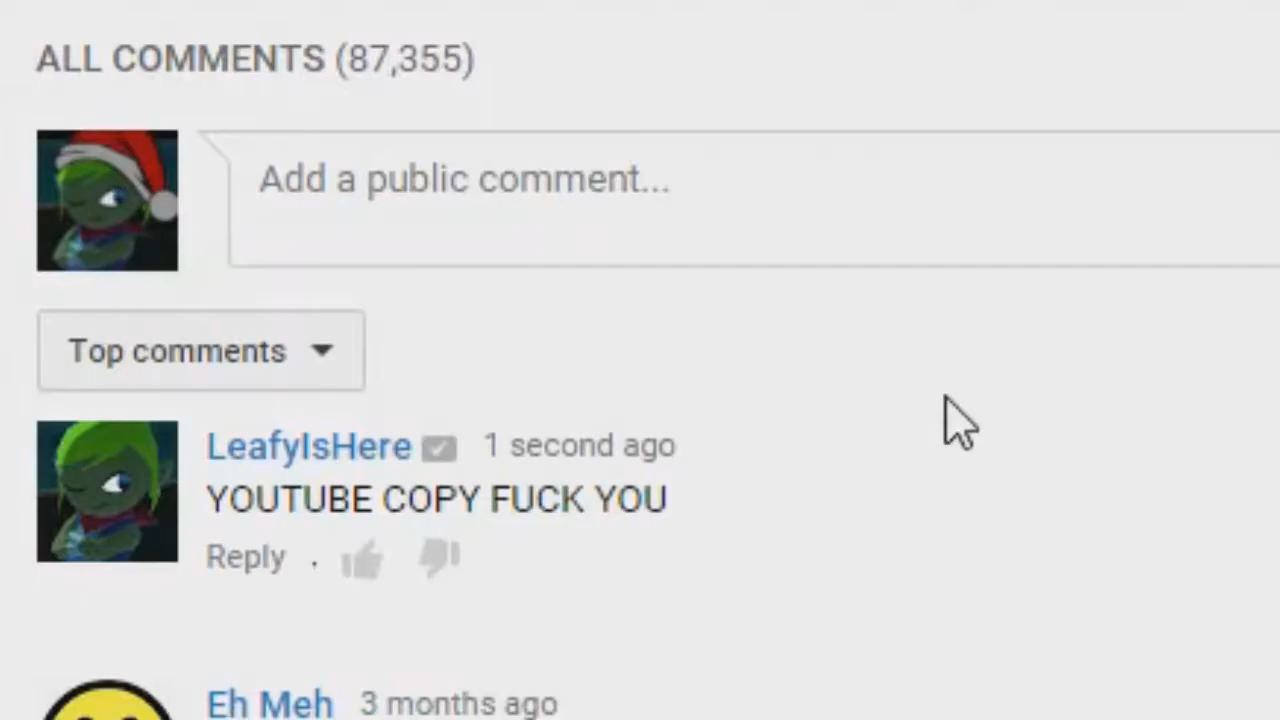 ALL COMMENTS (87,355)
Add a public comment...
Top comments
LeafyIsHere 1 second ago
YOUTUBE COPY FUCK YOU
Reply .
Eh Meh 3 months ago